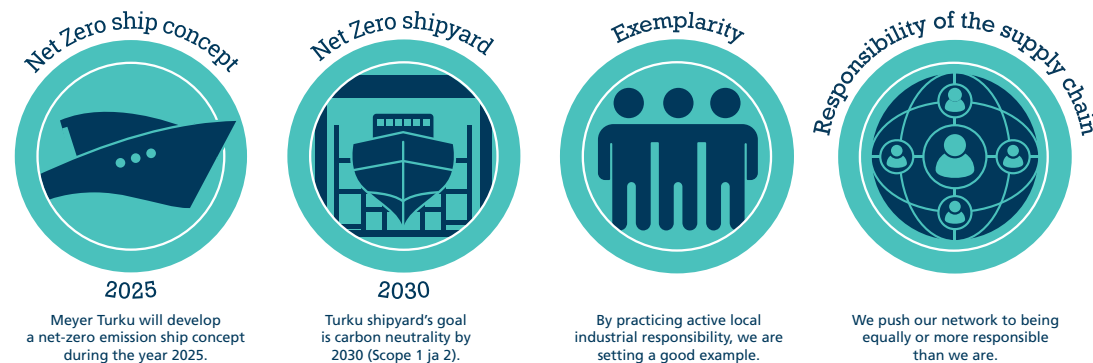 Net Zero ship concept
2025
Meyer Turku will develop
a net-zero emission ship concept
during the year 2025.
Net Zero shipyard
2030
Turku shipyard's goal
is carbon neutrality by
2030 (Scope 1 ja 2).
Exemplarity
By practicing active local
industrial responsibility, we are
setting a good example.
Responsibility of the supply chain
We push our network to being
equally or more responsible
than we are.